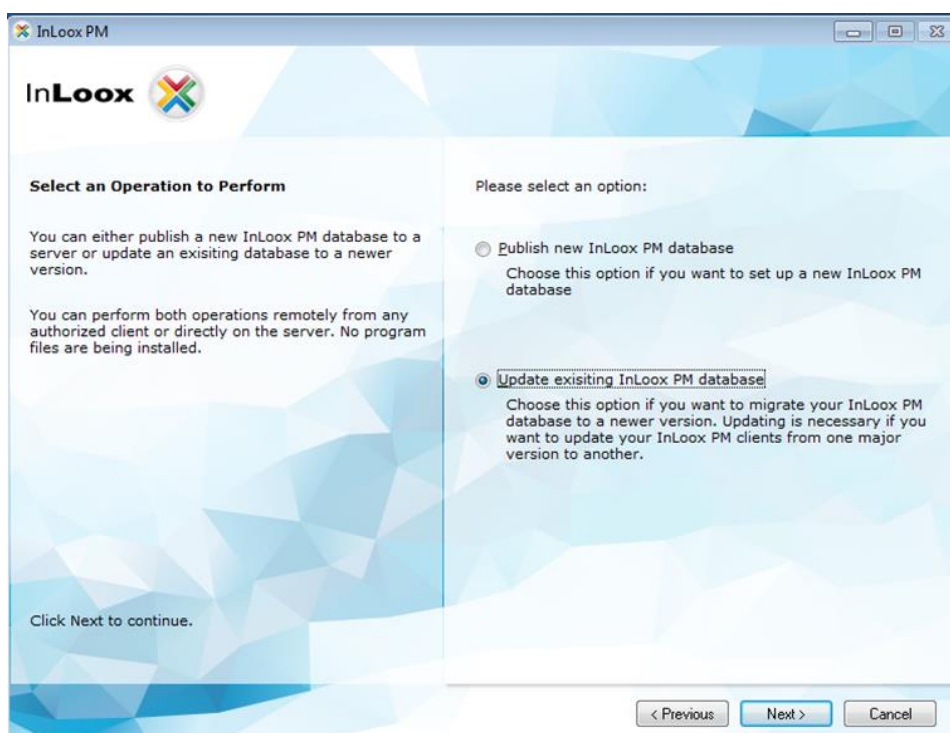 InLoox PM
InLoox
Select an Operation to Perform
You can either publish a new InLoox PM database to a
server or update an exisiting database to a newer
version.
You can perform both operations remotely from any
authorized client or directly on the server. No program
files are being installed.
Click Next to continue.
Please select an option:
Publish new InLoox PM database
Choose this option if you want to set up a new InLoox PM
database
Update exisiting InLoox PM database
Choose this option if you want to migrate your InLoox PM
database to a newer version. Updating is necessary if you
want to update your InLoox PM clients from one major
version to another.
< Previous
Next >
Cancel